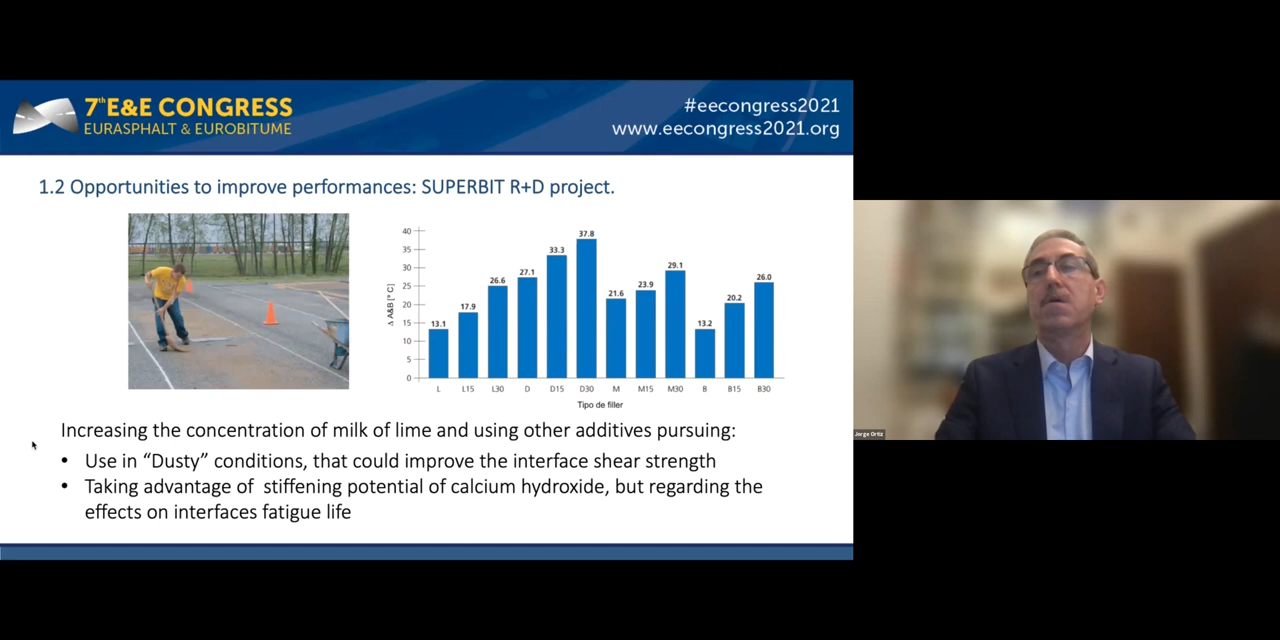 7th E&E CONGRESS
EURASPHALT & EUROBITUME
#eecongress2021
www.eecongress2021.org
1.2 Opportunities to improve performances: SUPERBIT R+D project.
40
35
30
25
20
15
10
5
0
Δ A&B [° C]
13.1
17.9
26.6
27.1
33.3
37.8
21.6
23.9
29.1
13.2
20.2
26.0
L
L15
L30
D
D15
D30
M
M15
M30
B
B15
B30
Tipo de filler
Increasing the concentration of milk of lime and using other additives pursuing:
• Use in “Dusty” conditions, that could improve the interface shear strength
• Taking advantage of stiffening potential of calcium hydroxide, but regarding the
effects on interfaces fatigue life
Jorge Ortiz